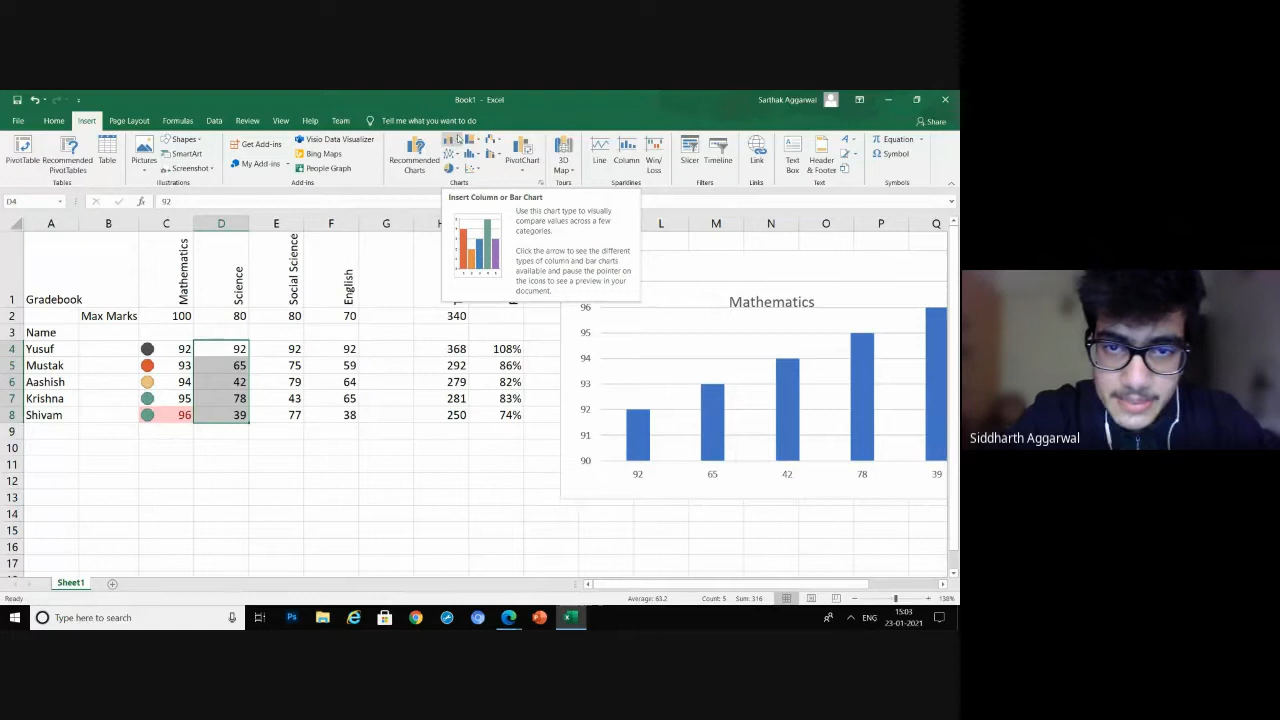 Book1 - Excel
Sarthak Aggarwal
File Home Insert Page Layout Formulas Data Review View Help Team Tell me what you want to do
Share
PivotTable Recommended PivotTables Table
Tables
Pictures Shapes SmartArt Screenshot
Illustrations
Get Add-ins
My Add-ins
Visio Data Visualizer
Bing Maps
People Graph
Add-ins
Recommended Charts
PivotChart
Charts
3D Map
Tours
Line Column Win/Loss
Sparklines
Slicer Timeline
Filters
Link
Links
Text Box Header & Footer
Text
Equation
Symbol
Symbols
D4 fx 92
Insert Column or Bar Chart
Use this chart type to visually
compare values across a few
categories.
Click the arrow to see the different
types of column and bar charts
available and pause the pointer on
the icons to see a preview in your
document.
A B C D E F G H L M N O P Q
1 Gradebook Mathematics Science Social Science English
2 Max Marks 100 80 80 70 340
3 Name
4 Yusuf 92 92 92 92 368 108%
5 Mustak 93 65 75 59 292 86%
6 Aashish 94 42 79 64 279 82%
7 Krishna 95 78 43 65 281 83%
8 Shivam 96 39 77 38 250 74%
9
10
11
12
13
14
15
16
17
Mathematics
96
95
94
93
92
91
90
92 65 42 78 39
Siddharth Aggarwal
Sheet1
Ready
Average: 63.2 Count: 5 Sum: 316
138%
Type here to search
ENG
15:03
23-01-2021